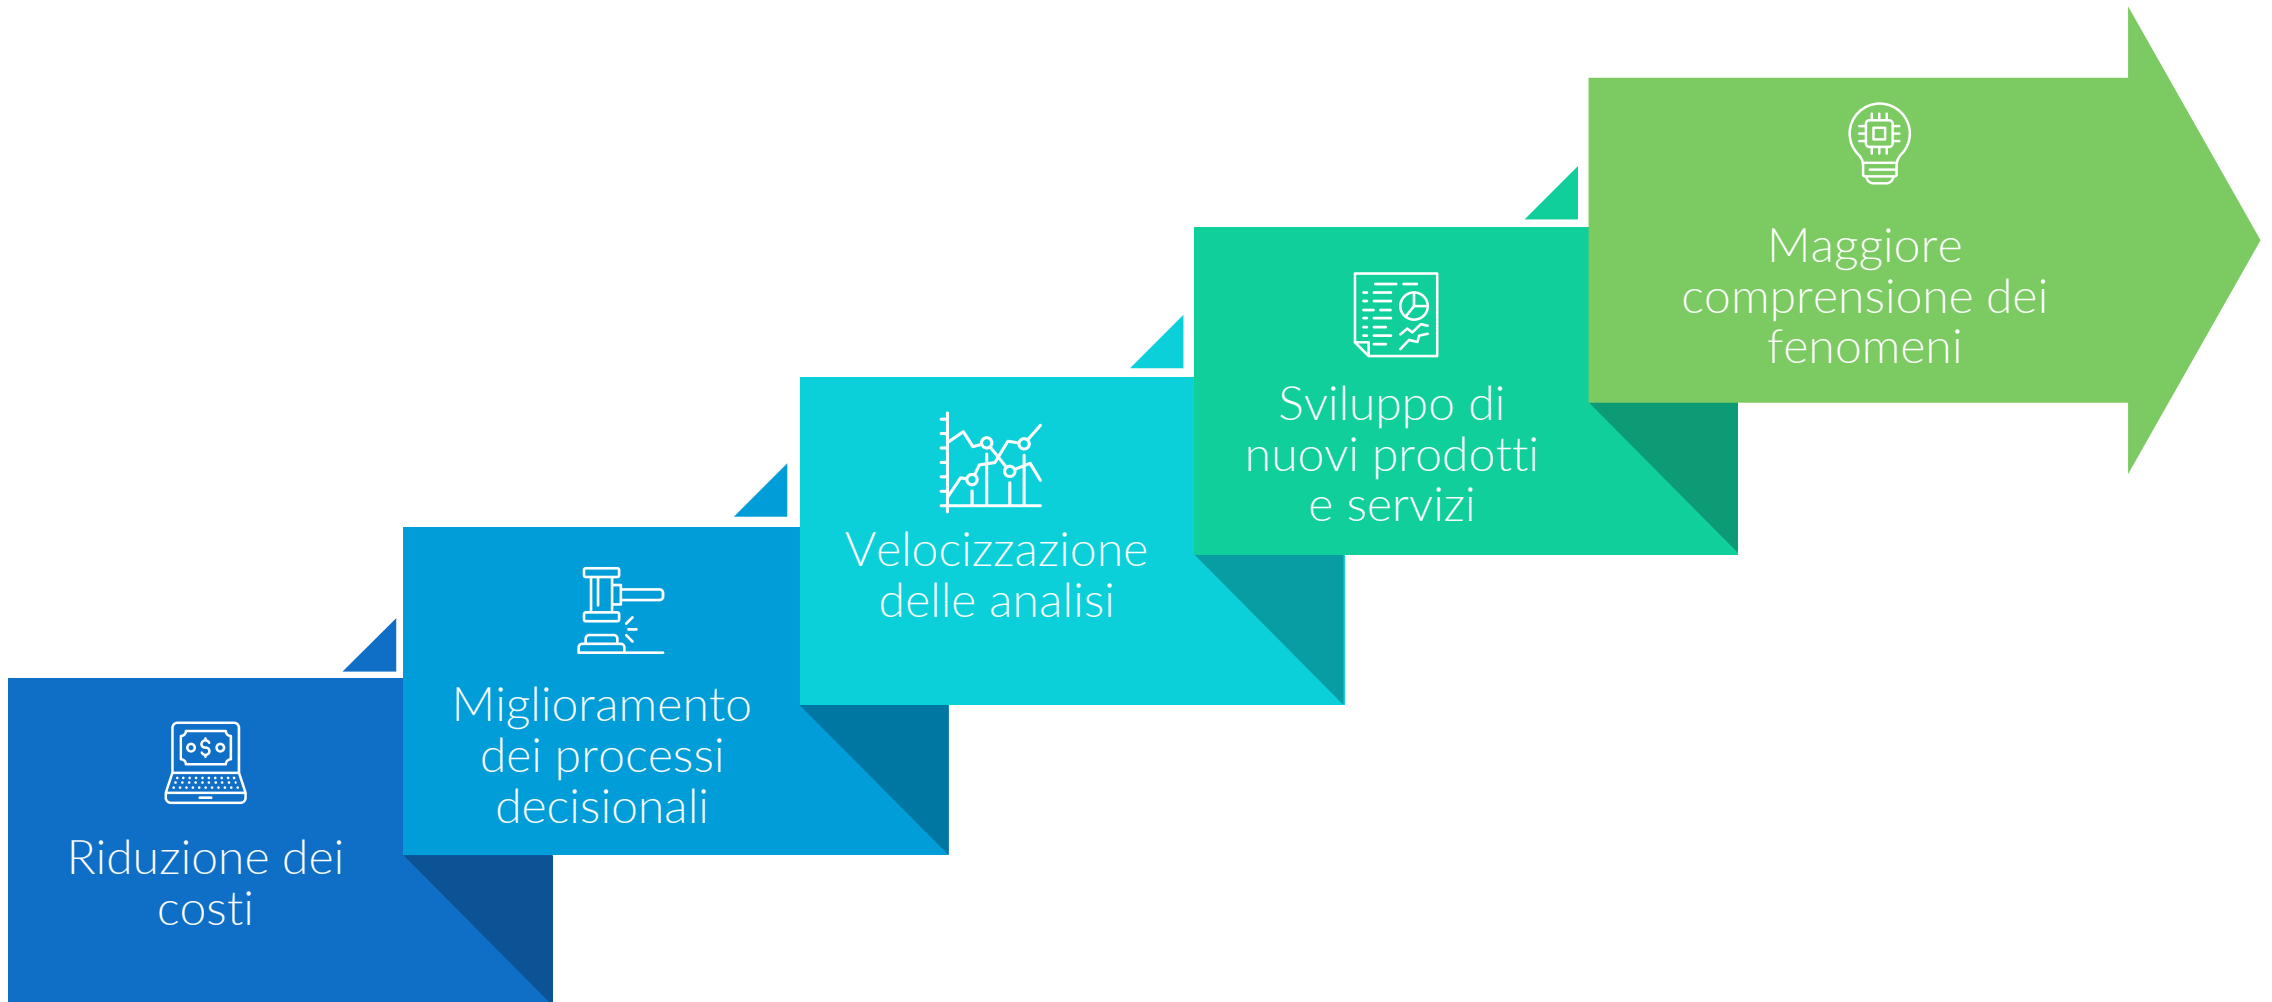 Riduzione dei
costi
Miglioramento
dei processi
decisionali
Velocizzazione
delle analisi
Sviluppo di
nuovi prodotti
e servizi
Maggiore
comprensione dei
fenomeni